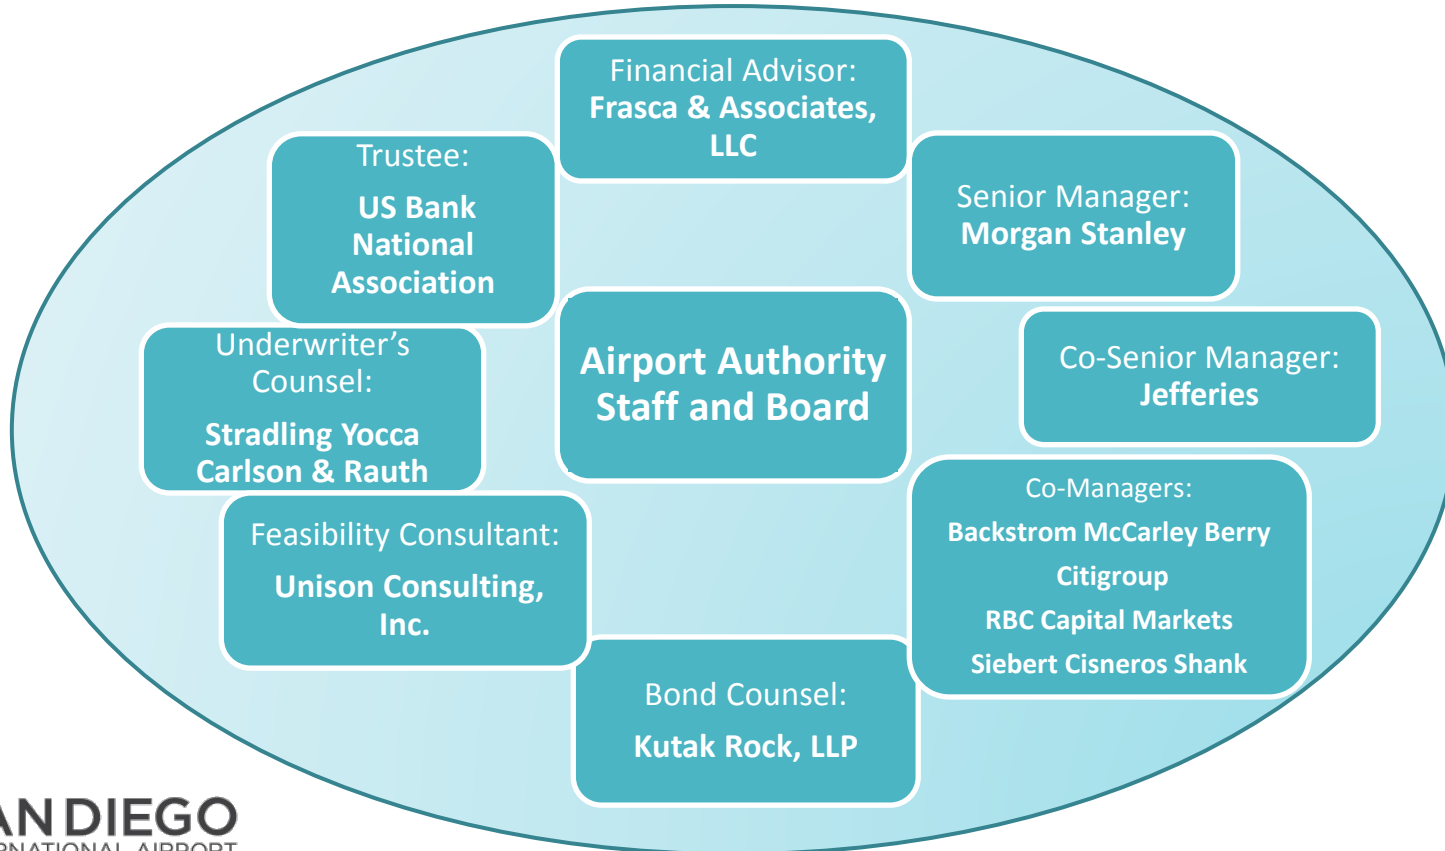 Financial Advisor:
Frasca & Associates,
LLC
Trustee:
US Bank
National
Association
Senior Manager:
Morgan Stanley
Airport Authority
Staff and Board
Underwriter’s
Counsel:
Stradling Yocca
Carlson & Rauth
Co-Senior Manager:
Jefferies
Feasibility Consultant:
Unison Consulting,
Inc.
Co-Managers:
Backstrom McCarley Berry
Citigroup
RBC Capital Markets
Siebert Cisneros Shank
Bond Counsel:
Kutak Rock, LLP
AN DIEGO
RNATIONAL AIRPORT